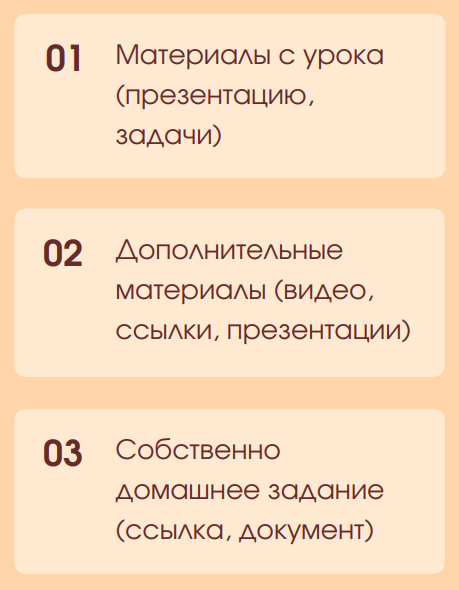 01 Материалы с урока
(презентацию,
задачи)
02 Дополнительные
материалы (видео,
ссылки, презентации)
03 Собственно
домашнее задание
(ссылка, документ)